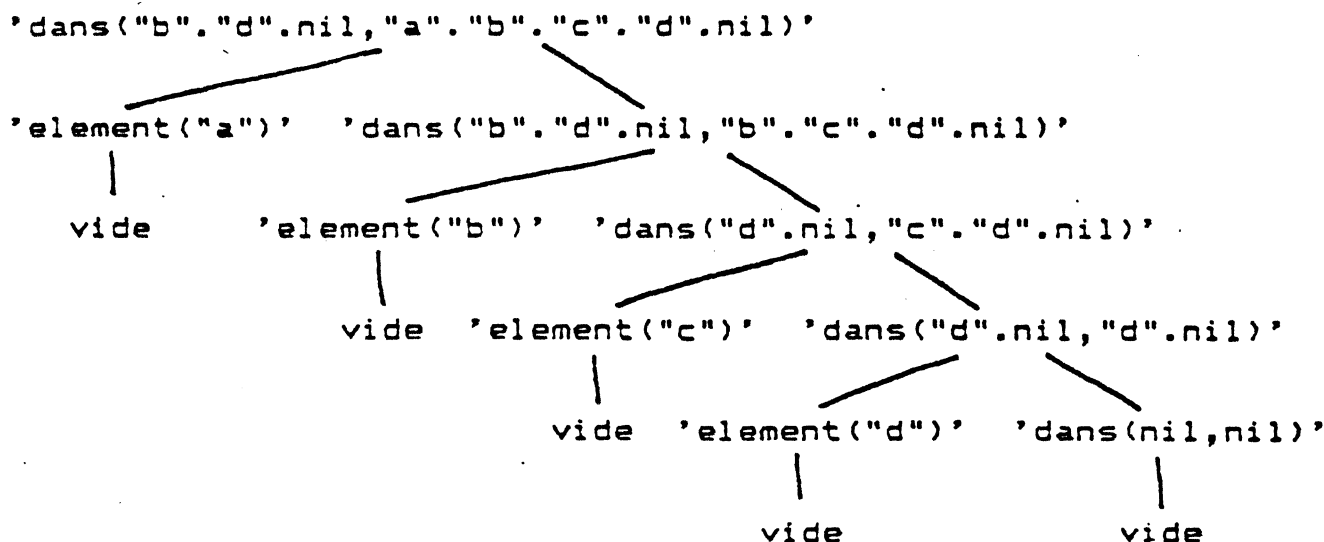 'dans("b"."d".nil,"a"."b"."c"."d".nil)'
'element("a")' 'dans("b"."d".nil,"b"."c"."d".nil)'
vide 'element("b")' 'dans("d".nil,"c"."d".nil)'
vide 'element("c")' 'dans("d".nil,"d".nil)'
vide 'element("d")' 'dans(nil,nil)'
vide vide